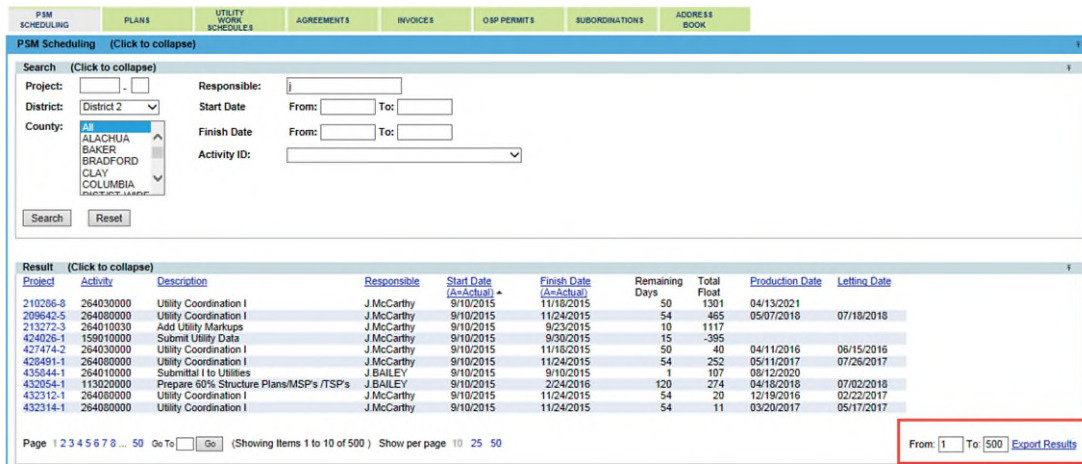 PSM SCHEDULING PLANS UTILITY WORK SCHEDULES AGREEMENTS INVOICES OSP PERMITS SUBORDINATIONS ADDRESS BOOK
PSM Scheduling (Click to collapse)
Search (Click to collapse)
Project: - Responsible: j
District: District 2 Start Date From: To:
County: All Finish Date From: To:
ALACHUA
BAKER
BRADFORD Activity ID:
CLAY
COLUMBIA
DIST/ST-WIDE
Search Reset
Result (Click to collapse)
Project Activity Description Responsible Start Date (A=Actual) Finish Date (A=Actual) Remaining Days Total Float Production Date Letting Date
210286-8 264030000 Utility Coordination I J.McCarthy 9/10/2015 11/18/2015 50 1301 04/13/2021
209642-5 264080000 Utility Coordination I J.McCarthy 9/10/2015 11/24/2015 54 465 05/07/2018 07/18/2018
213272-3 264010030 Add Utility Markups J.McCarthy 9/10/2015 9/23/2015 10 1117
424026-1 159010000 Submit Utility Data J.McCarthy 9/10/2015 9/30/2015 15 -395
427474-2 264030000 Utility Coordination I J.McCarthy 9/10/2015 11/18/2015 50 40 04/11/2016 06/15/2016
428491-1 264080000 Utility Coordination I J.McCarthy 9/10/2015 11/24/2015 54 252 05/11/2017 07/26/2017
435844-1 264010000 Submittal I to Utilities J.BAILEY 9/10/2015 9/10/2015 1 107 08/12/2020
432054-1 113020000 Prepare 60% Structure Plans/MSP's /TSP's J.BAILEY 9/10/2015 2/24/2016 120 274 04/18/2018 07/02/2018
432312-1 264080000 Utility Coordination I J.McCarthy 9/10/2015 11/24/2015 54 20 12/19/2016 02/22/2017
432314-1 264080000 Utility Coordination I J.McCarthy 9/10/2015 11/24/2015 54 11 03/20/2017 05/17/2017
Page 1 2 3 4 5 6 7 8 ... 50 Go To Go (Showing Items 1 to 10 of 500 ) Show per page 10 25 50 From: 1 To: 500 Export Results